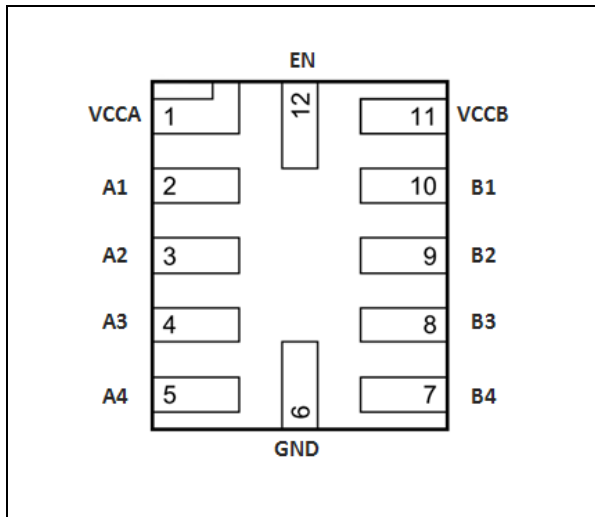 EN
12
VCCA 1 11 VCCB
A1 2 10 B1
A2 3 9 B2
A3 4 8 B3
A4 5 7 B4
6
GND